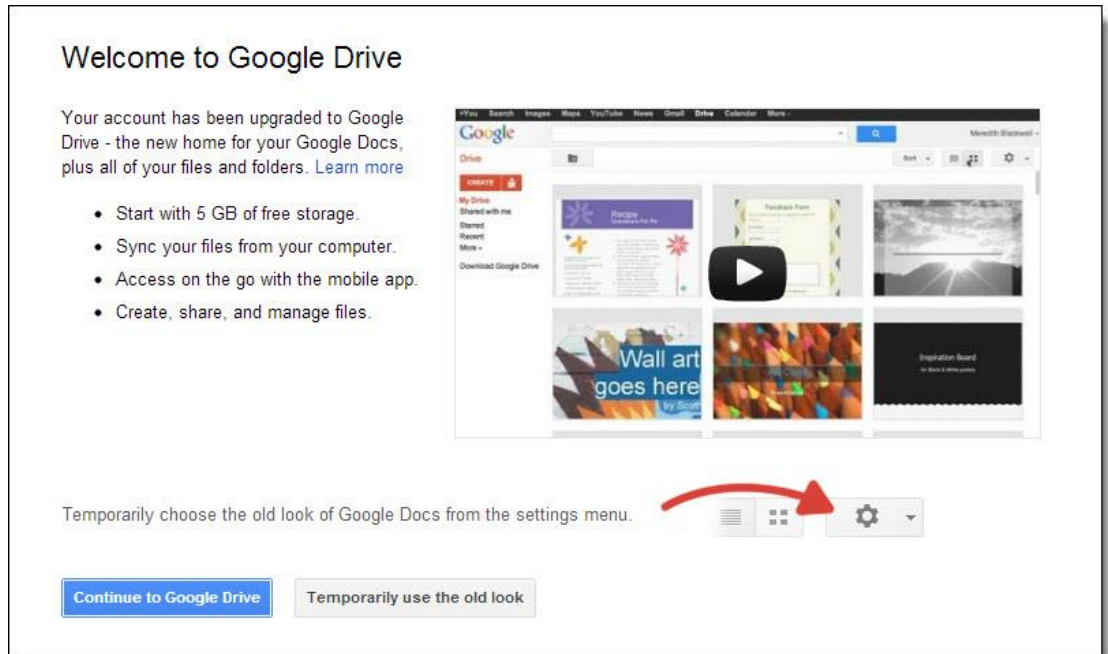 Welcome to Google Drive
Your account has been upgraded to Google
Drive - the new home for your Google Docs,
plus all of your files and folders. Learn more
• Start with 5 GB of free storage.
• Sync your files from your computer.
• Access on the go with the mobile app.
• Create, share, and manage files.
+You Search Images Maps YouTube News Gmail Drive Calendar More
Google
Meredith Blackwell
Drive
Sort
CREATE
My Drive
Shared with me
Starred
Recent
More
Download Google Drive
Recipe
Feedback Form
Wall art
goes here
by Scott
Inspiration Board
Temporarily choose the old look of Google Docs from the settings menu.
Continue to Google Drive
Temporarily use the old look